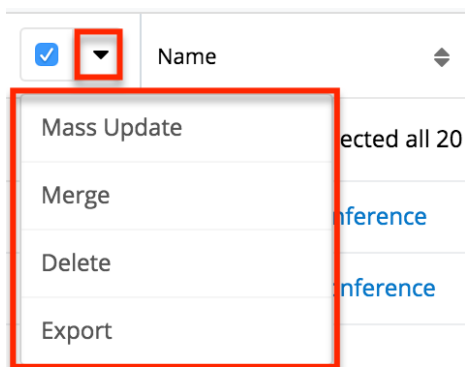 Name
Mass Update
ected all 20
Merge
nference
Delete
nference
Export